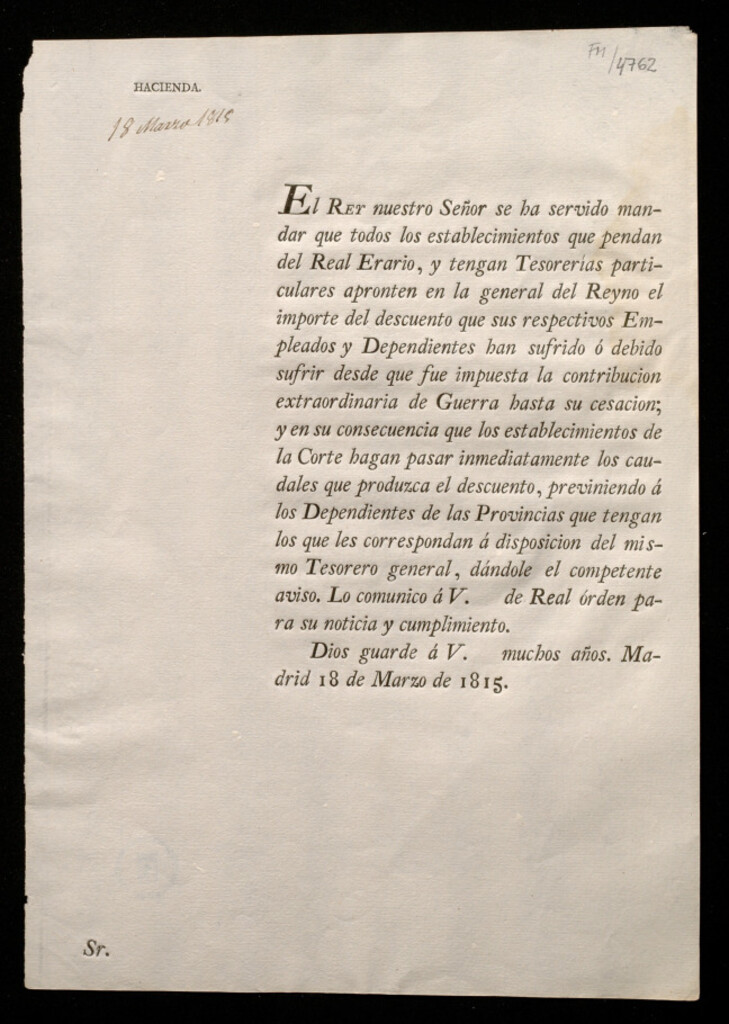 FM/4762
HACIENDA.
18 Marzo 1815
El Rey nuestro Señor se ha servido man-
dar que todos los establecimientos que pendan
del Real Erario, y tengan Tesorerías parti-
culares apronten en la general del Reyno el
importe del descuento que sus respectivos Em-
pleados y Dependientes han sufrido ó debido
sufrir desde que fue impuesta la contribucion
extraordinaria de Guerra hasta su cesacion;
y en su consecuencia que los establecimientos de
la Corte hagan pasar inmediatamente los cau-
dales que produzca el descuento, previniendo á
los Dependientes de las Provincias que tengan
los que les correspondan á disposicion del mis-
mo Tesorero general, dándole el competente
aviso. Lo comunico á V. de Real órden pa-
ra su noticia y cumplimiento.
Dios guarde á V. muchos años. Ma-
drid 18 de Marzo de 1815.
Sr.